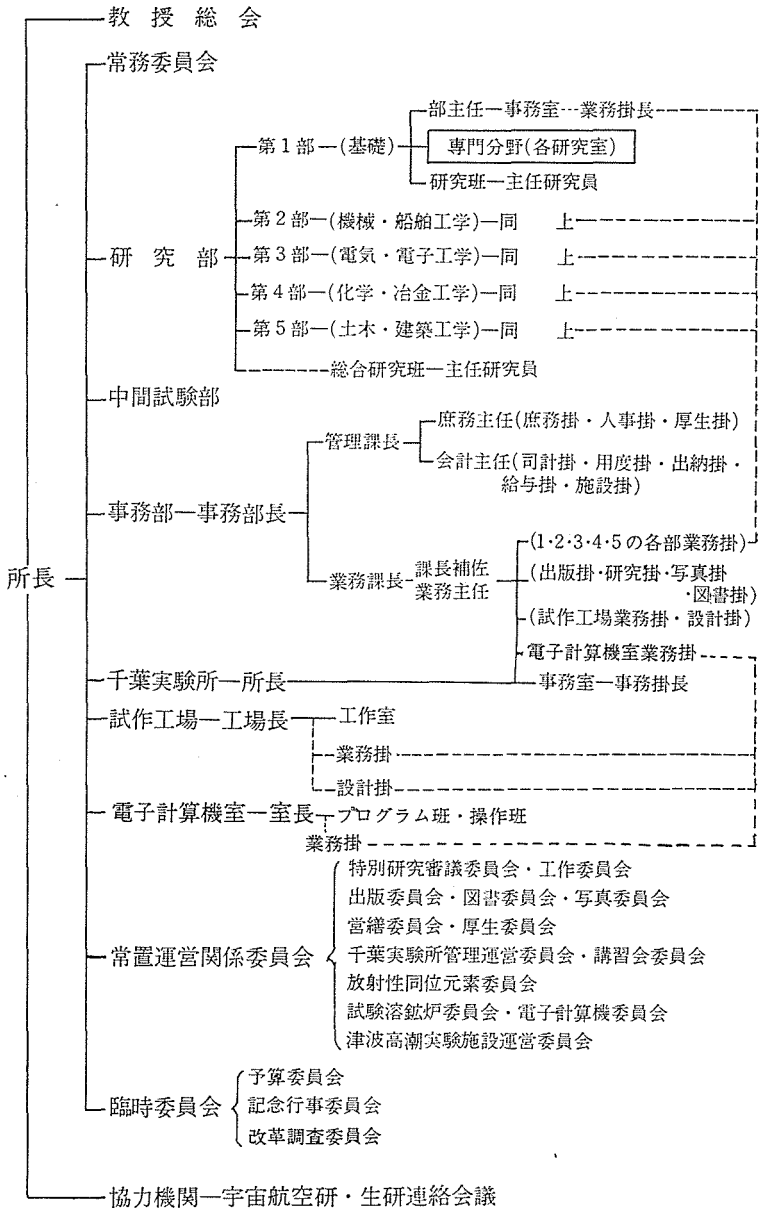 教授総会
常務委員会
部主任―事務室…業務掛長
第1部―(基礎)
専門分野(各研究室)
研究班―主任研究員
第2部―(機械・船舶工学)―同 上
研究部
第3部―(電気・電子工学)―同 上
第4部―(化学・冶金工学)―同 上
第5部―(土木・建築工学)―同 上
総合研究班―主任研究員
中間試験部
庶務主任(庶務掛・人事掛・厚生掛)
管理課長
会計主任(司計掛・用度掛・出納掛・
給与掛・施設掛)
事務部―事務部長
(1・2・3・4・5の各部業務掛)
所長
業務課長
課長補佐
業務主任
(出版掛・研究掛・写真掛
・図書掛)
(試作工場業務掛・設計掛)
電子計算機室業務掛
千葉実験所―所長
事務室―事務掛長
試作工場―工場長
工作室
業務掛
設計掛
電子計算機室―室長
プログラム班・操作班
業務掛
特別研究審議委員会・工作委員会
出版委員会・図書委員会・写真委員会
営繕委員会・厚生委員会
常置運営関係委員会
千葉実験所管理運営委員会・講習会委員会
放射性同位元素委員会
試験溶鉱炉委員会・電子計算機委員会
津波高潮実験施設運営委員会
予算委員会
臨時委員会
記念行事委員会
改革調査委員会
協力機関―宇宙航空研・生研連絡会議